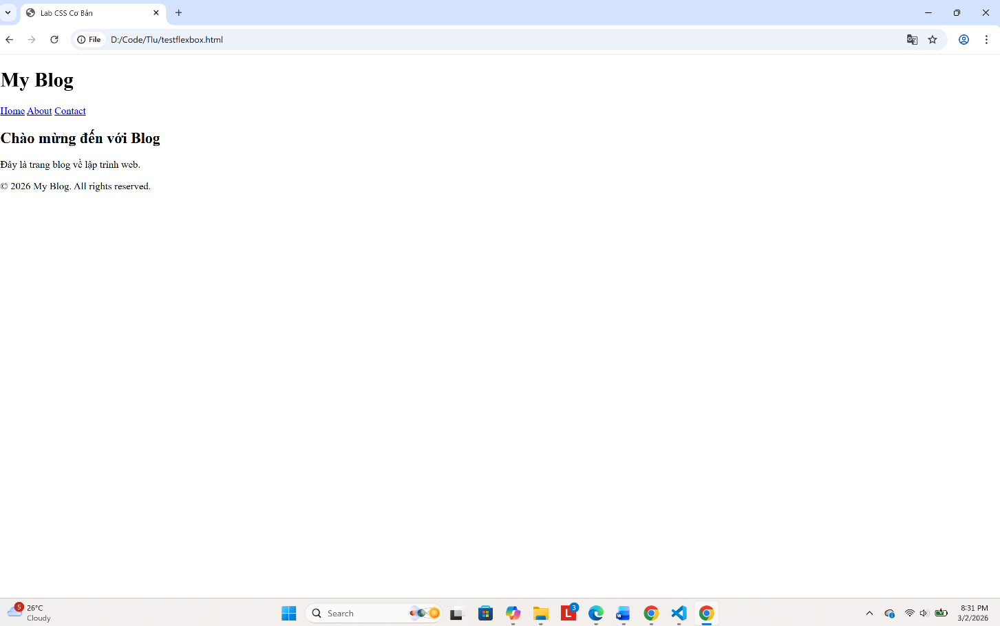 Lab CSS Cơ Bản
File D:/Code/Tlu/testflexbox.html
My Blog
Home About Contact
Chào mừng đến với Blog
Đây là trang blog về lập trình web.
© 2026 My Blog. All rights reserved.
5
26°C
Cloudy
Search
L
3
8:31 PM
3/2/2026